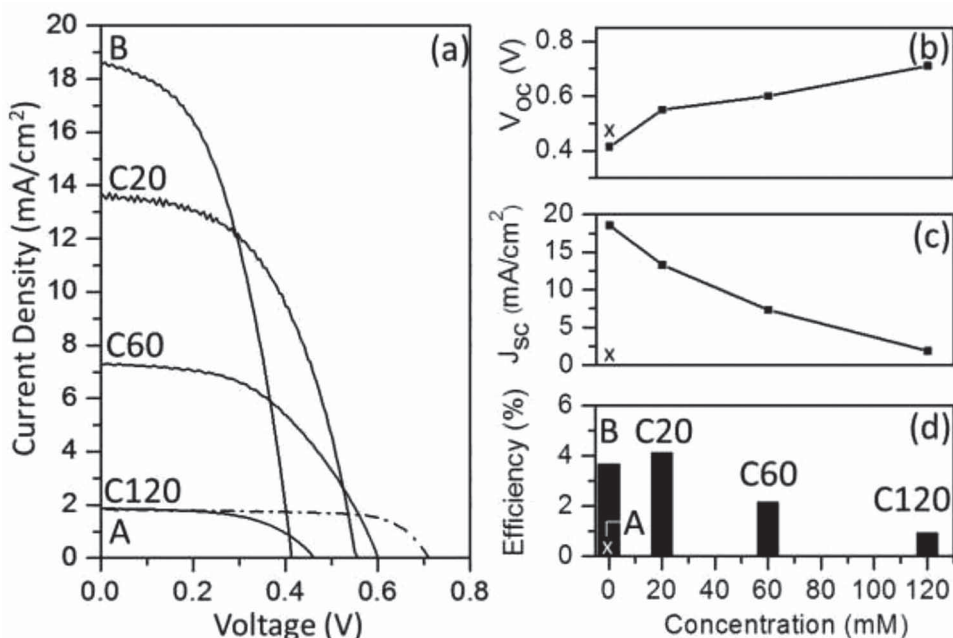 (a)
Current Density (mA/cm²)
20
18
16
14
12
10
8
6
4
2
0
B
C20
C60
C120
A
0.0 0.2 0.4 0.6 0.8
Voltage (V)
(b)
V_OC (V)
0.8
0.6
0.4
x
(c)
J_SC (mA/cm²)
20
15
10
5
0
x
(d)
Efficiency (%)
6
4
2
0
B C20 C60 C120
A
x
0 20 40 60 80 100 120
Concentration (mM)